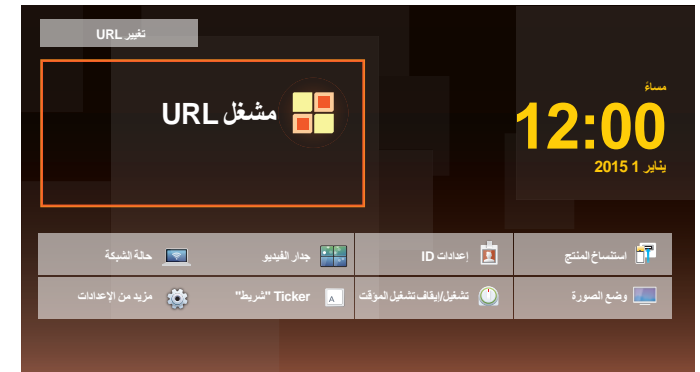 تغيير URL
مشغل URL
مساءً
12:00
يناير 1 2015
استنساخ المنتج
إعدادات ID
جدار الفيديو
حالة الشبكة
وضع الصورة
تشغيل/إيقاف تشغيل المؤقت
Ticker "شريط"
A
مزيد من الإعدادات